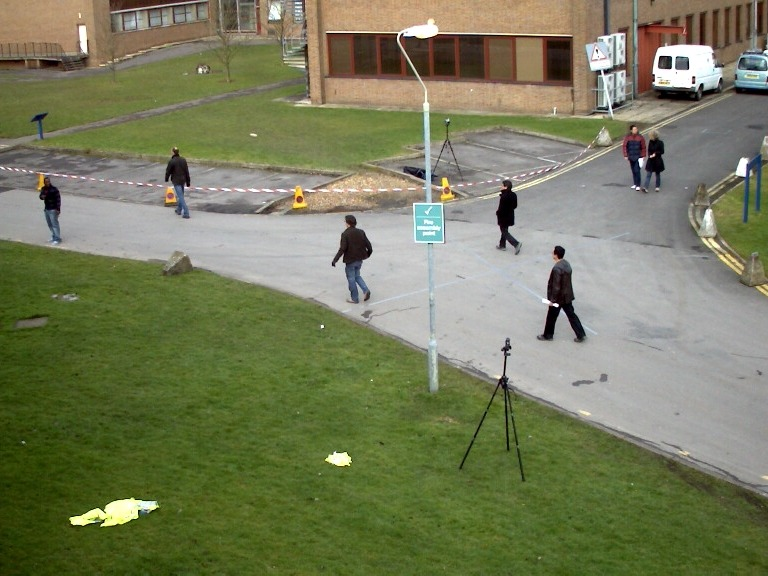 Fire
assembly
point